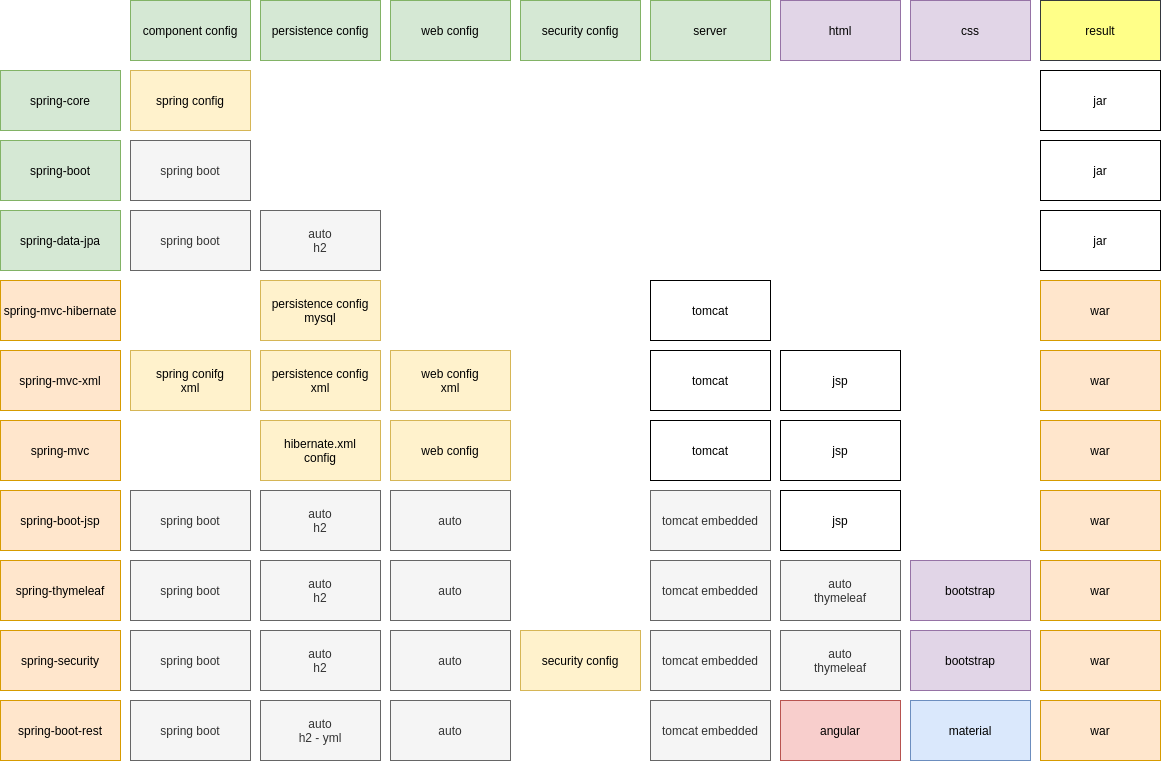 component config
persistence config
web config
security config
server
html
css
result
spring-core
spring config
jar
spring-boot
spring boot
jar
spring-data-jpa
spring boot
auto
h2
jar
spring-mvc-hibernate
persistence config
mysql
tomcat
war
spring-mvc-xml
spring conifg
xml
persistence config
xml
web config
xml
tomcat
jsp
war
spring-mvc
hibernate.xml
config
web config
tomcat
jsp
war
spring-boot-jsp
spring boot
auto
h2
auto
tomcat embedded
jsp
war
spring-thymeleaf
spring boot
auto
h2
auto
tomcat embedded
auto
thymeleaf
bootstrap
war
spring-security
spring boot
auto
h2
auto
security config
tomcat embedded
auto
thymeleaf
bootstrap
war
spring-boot-rest
spring boot
auto
h2 - yml
auto
tomcat embedded
angular
material
war